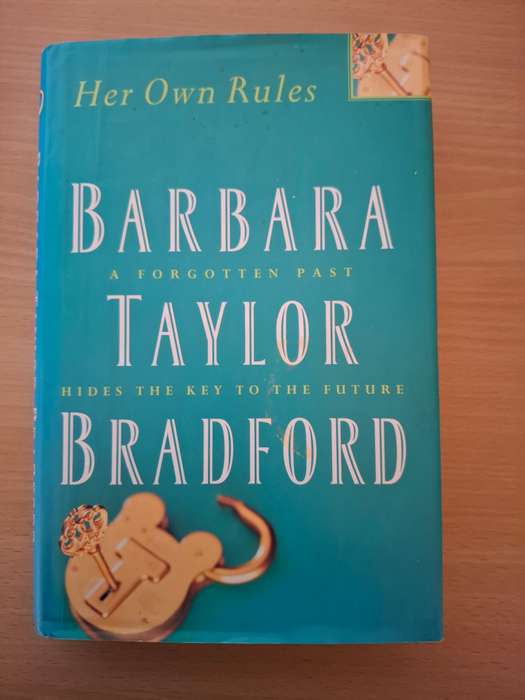 Her Own Rules
BARBARA
A FORGOTTEN PAST
TAYLOR
HIDES THE KEY TO THE FUTURE
BRADFORD